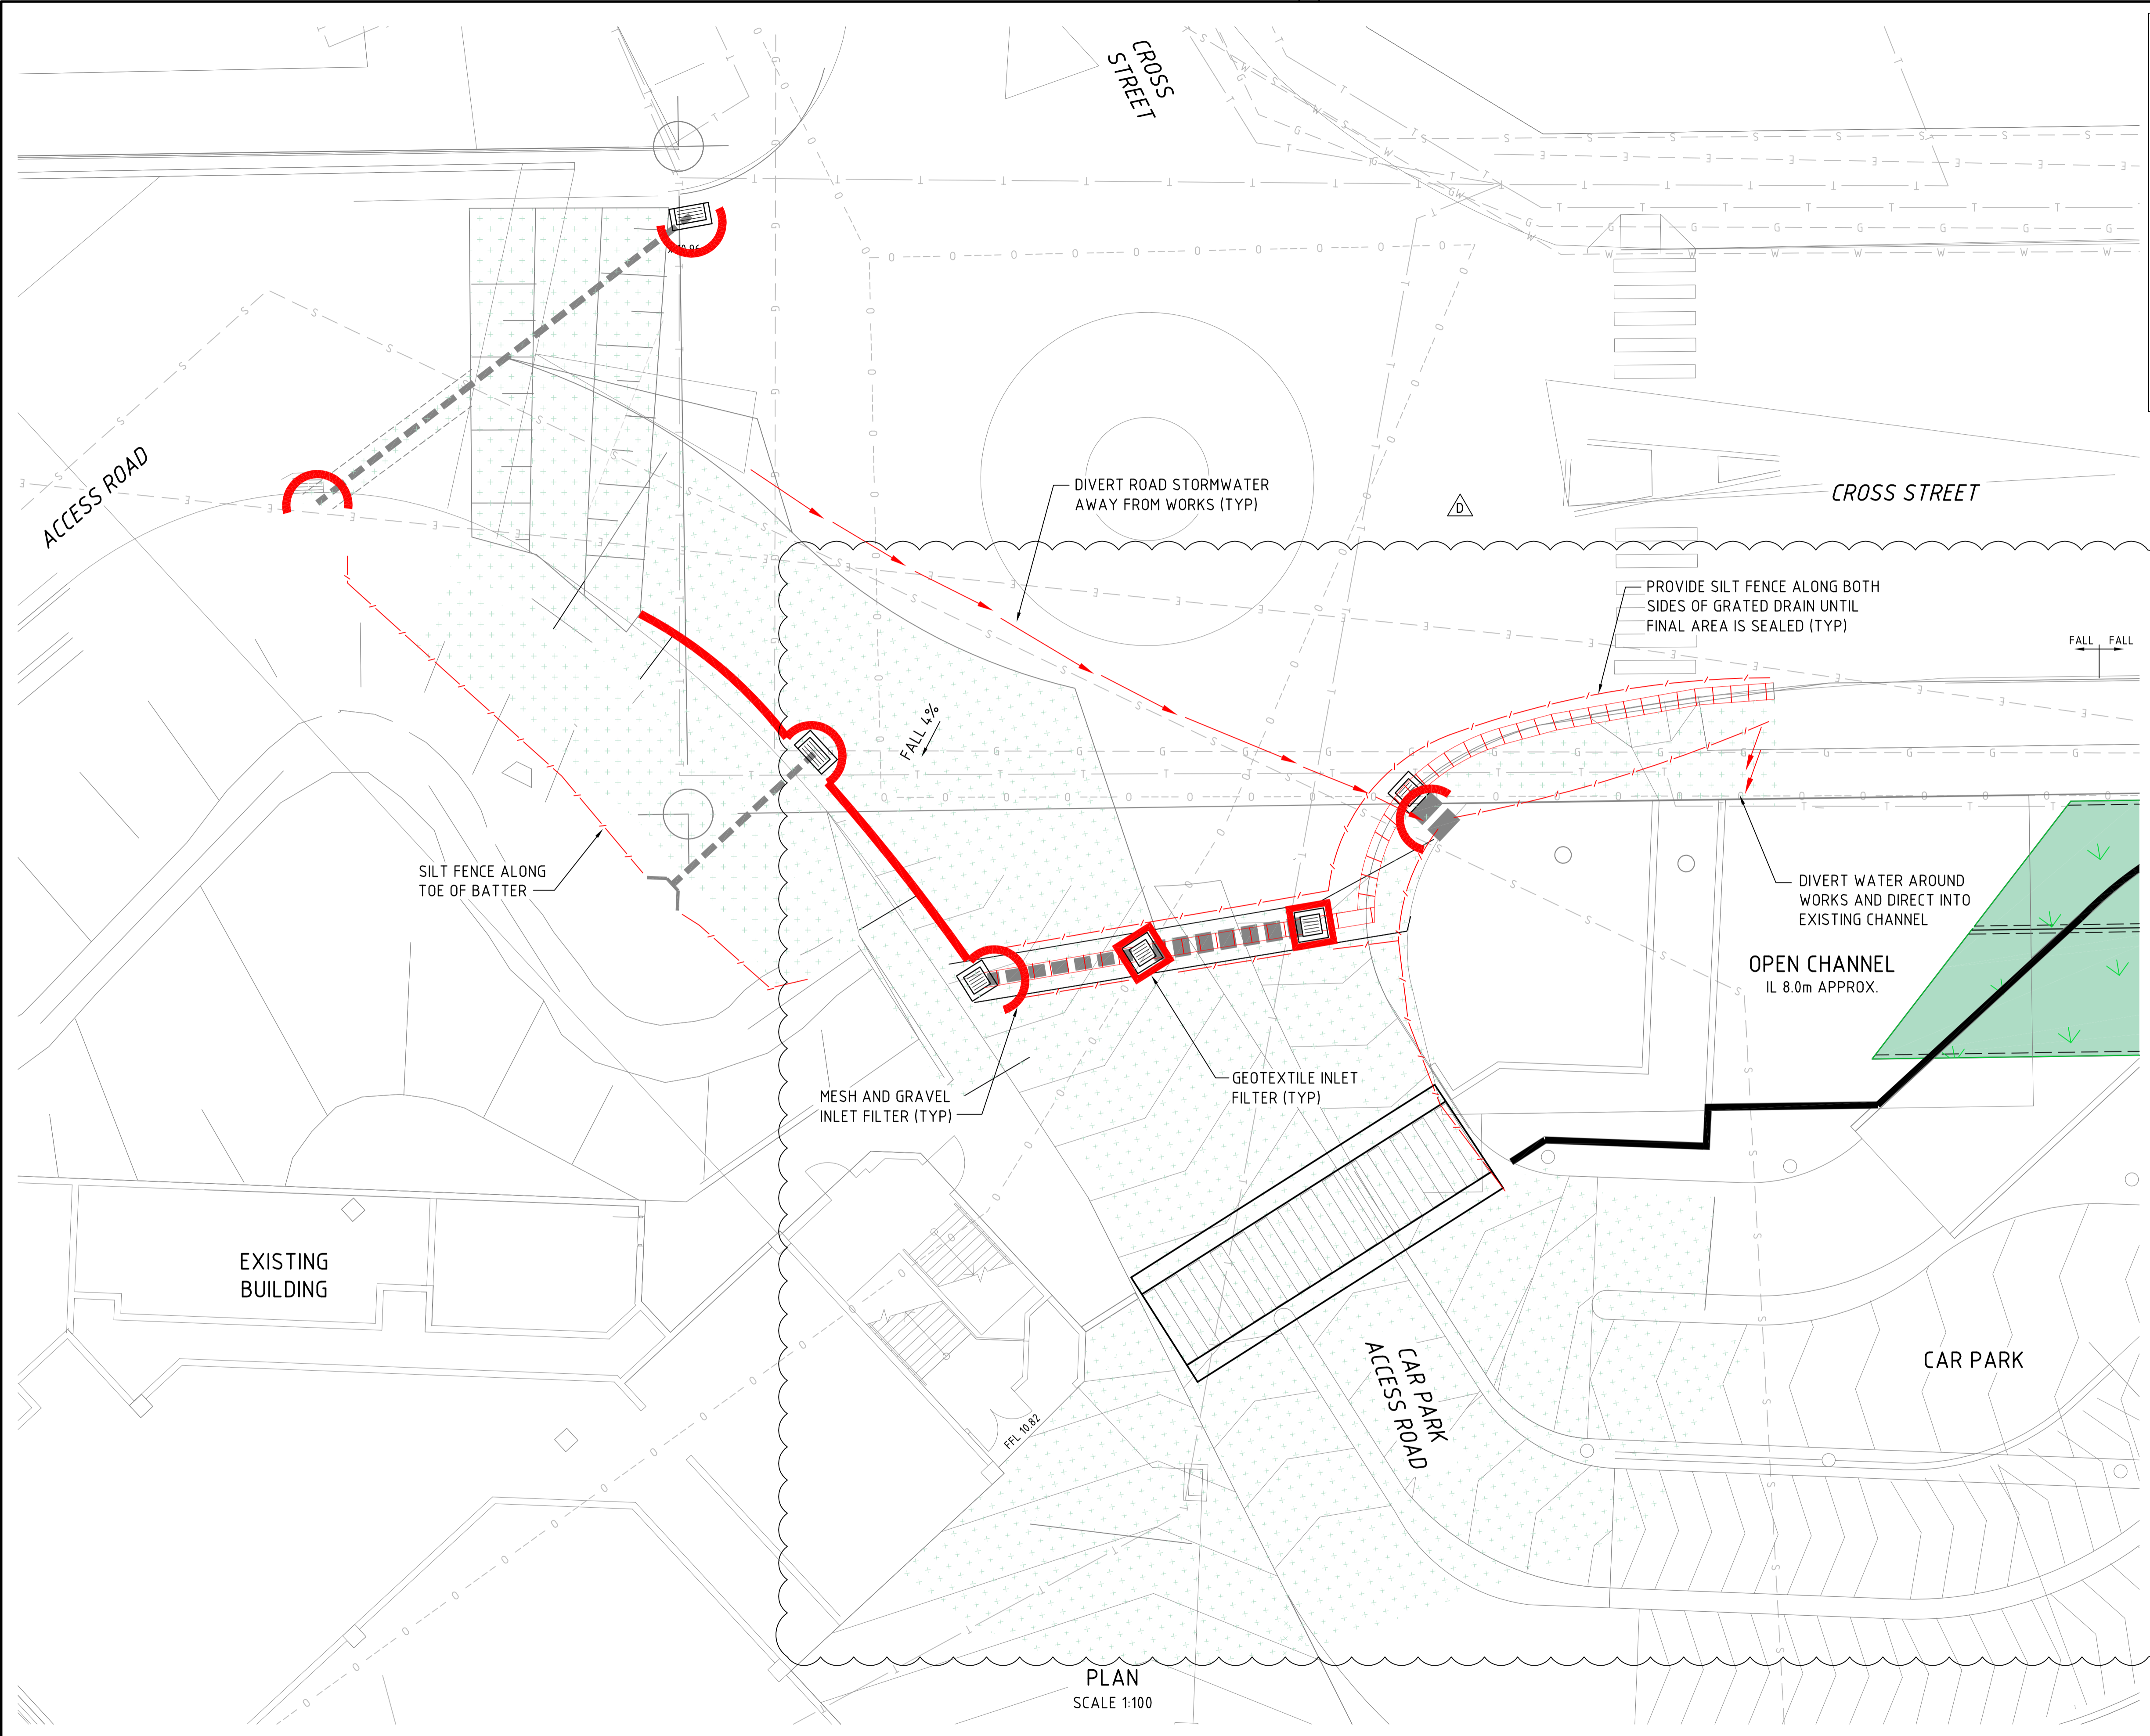 CROSS
STREET
ACCESS ROAD
DIVERT ROAD STORMWATER
AWAY FROM WORKS (TYP)
D
CROSS STREET
PROVIDE SILT FENCE ALONG BOTH
SIDES OF GRATED DRAIN UNTIL
FINAL AREA IS SEALED (TYP)
FALL FALL
FALL 4%
SILT FENCE ALONG
TOE OF BATTER
DIVERT WATER AROUND
WORKS AND DIRECT INTO
EXISTING CHANNEL
OPEN CHANNEL
IL 8.0m APPROX.
MESH AND GRAVEL
INLET FILTER (TYP)
GEOTEXTILE INLET
FILTER (TYP)
EXISTING
BUILDING
CAR PARK
ACCESS ROAD
CAR PARK
FFL 10.82
PLAN
SCALE 1:100